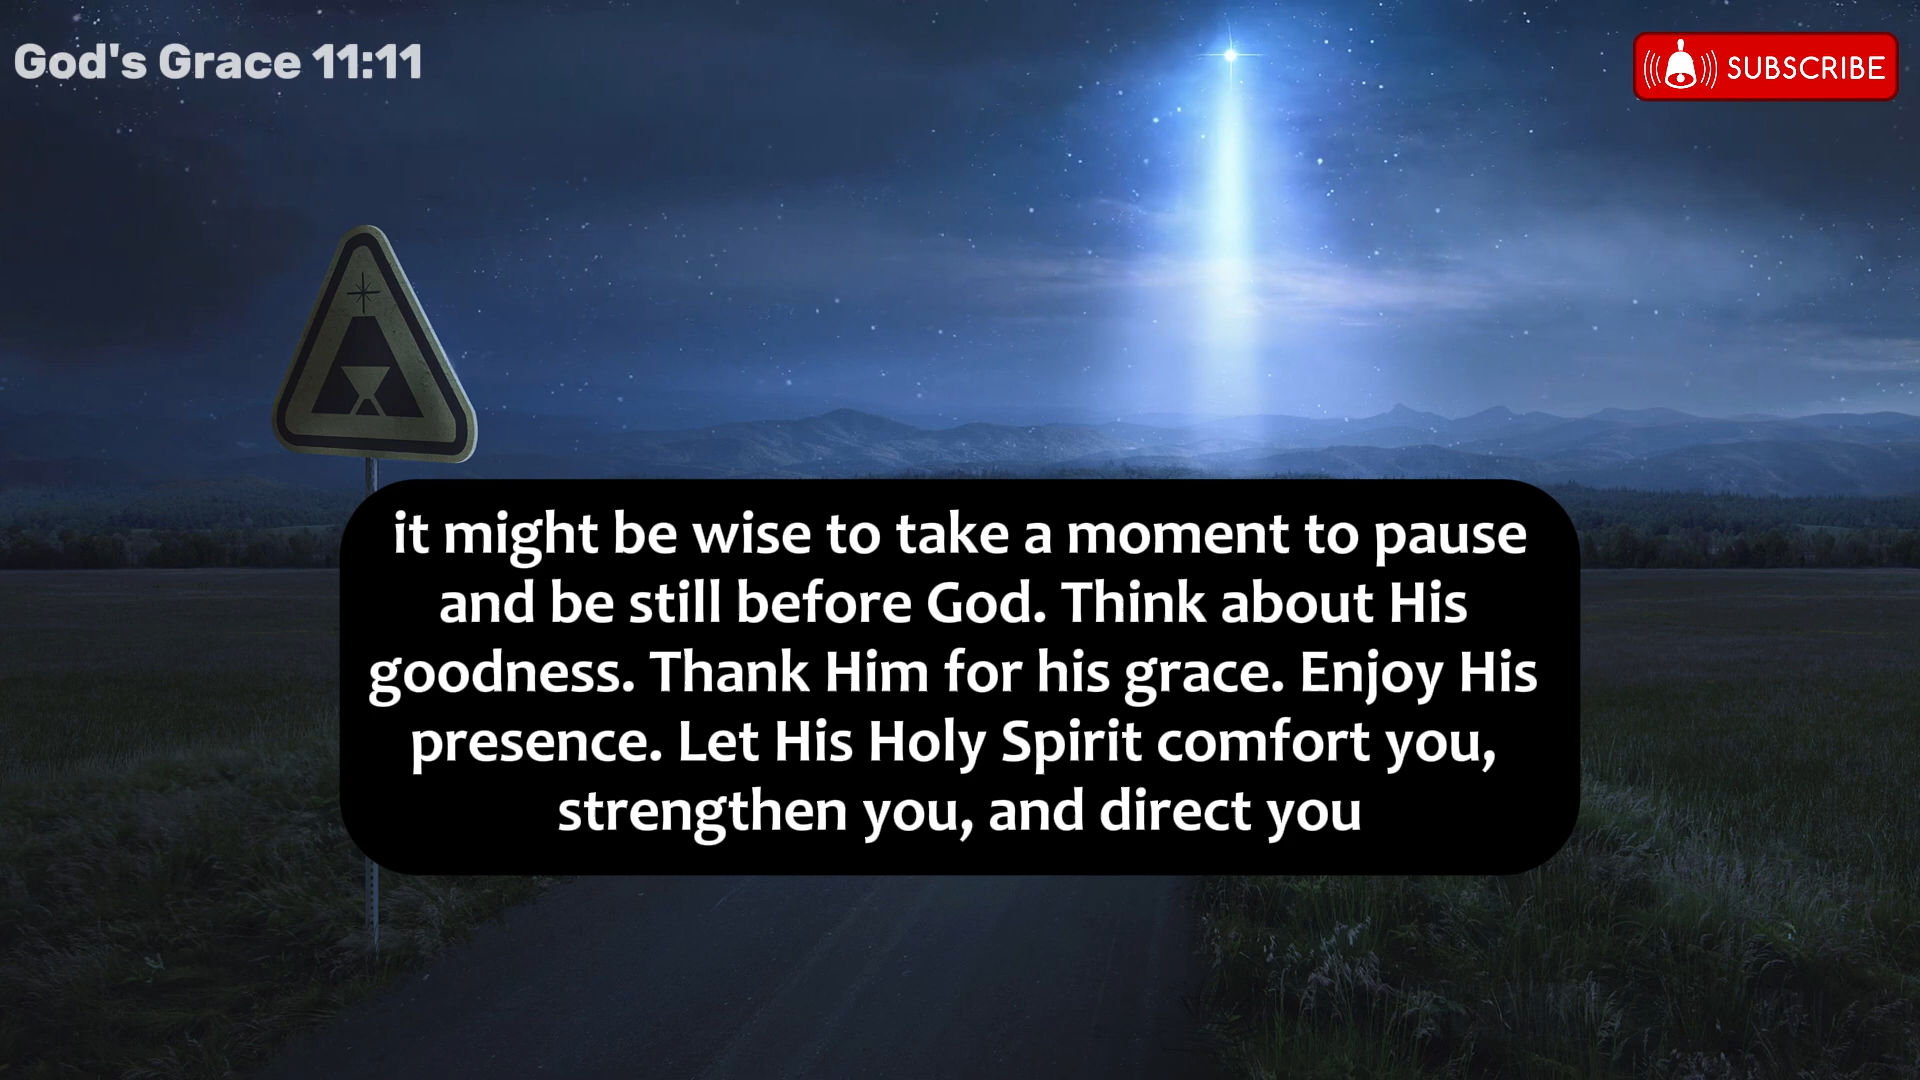 God's Grace 11:11
SUBSCRIBE
it might be wise to take a moment to pause
and be still before God. Think about His
goodness. Thank Him for his grace. Enjoy His
presence. Let His Holy Spirit comfort you,
strengthen you, and direct you